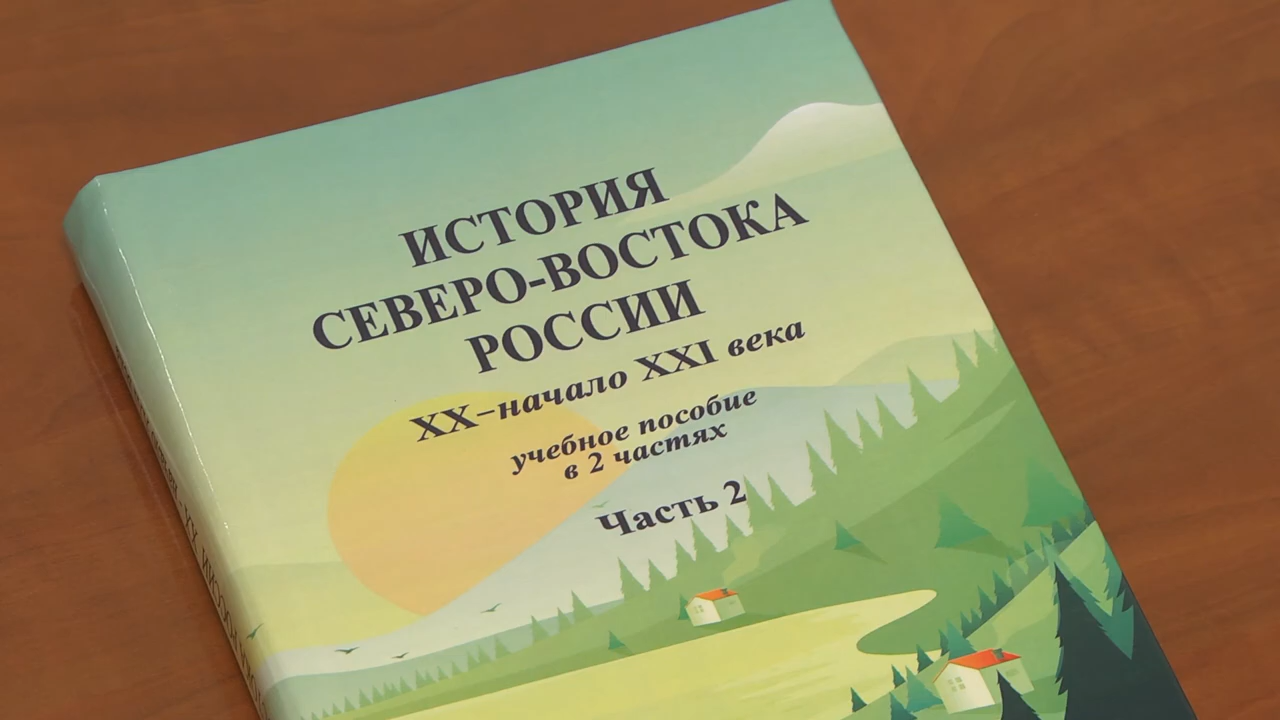 ИСТОРИЯ
СЕВЕРО-ВОСТОКА
РОССИИ
XX–начало XXI века
учебное пособие
в 2 частях
Часть 2